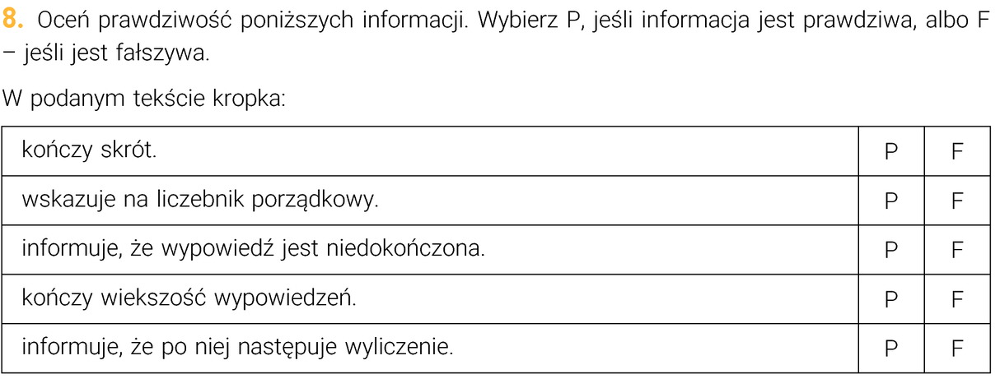 8. Oceń prawdziwość poniższych informacji. Wybierz P, jeśli informacja jest prawdziwa, albo F
– jeśli jest fałszywa.
W podanym tekście kropka:
kończy skrót. P F
wskazuje na liczebnik porządkowy. P F
informuje, że wypowiedź jest niedokończona. P F
kończy wiekszość wypowiedzeń. P F
informuje, że po niej następuje wyliczenie. P F